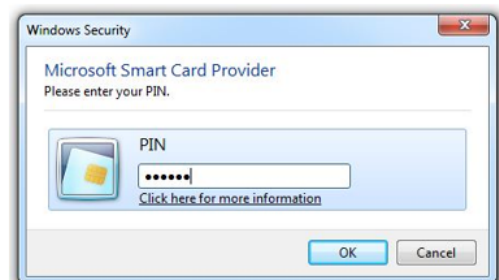 Windows Security
Microsoft Smart Card Provider
Please enter your PIN.
PIN
••••••
Click here for more information
OK Cancel